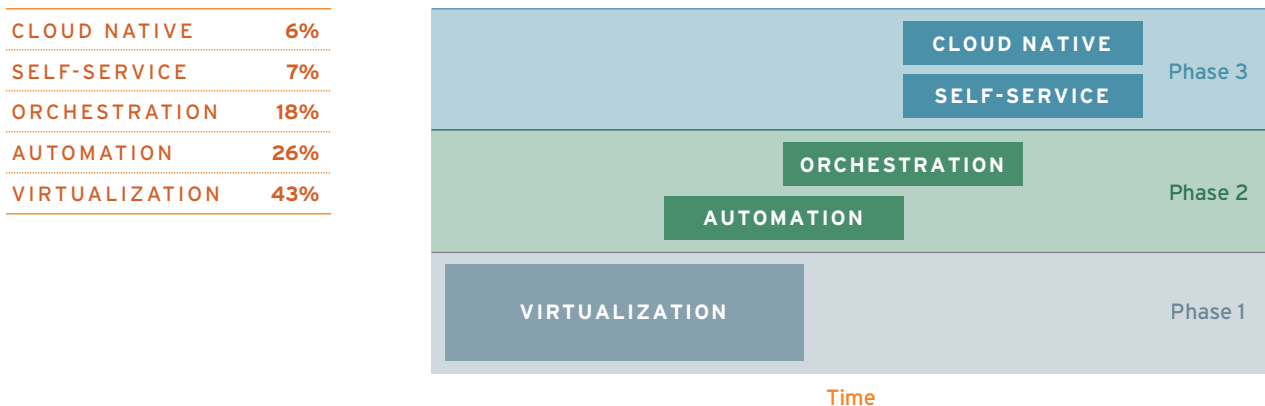 CLOUD NATIVE 6%
SELF-SERVICE 7%
ORCHESTRATION 18%
AUTOMATION 26%
VIRTUALIZATION 43%
CLOUD NATIVE
SELF-SERVICE
Phase 3
ORCHESTRATION
AUTOMATION
Phase 2
VIRTUALIZATION
Phase 1
Time